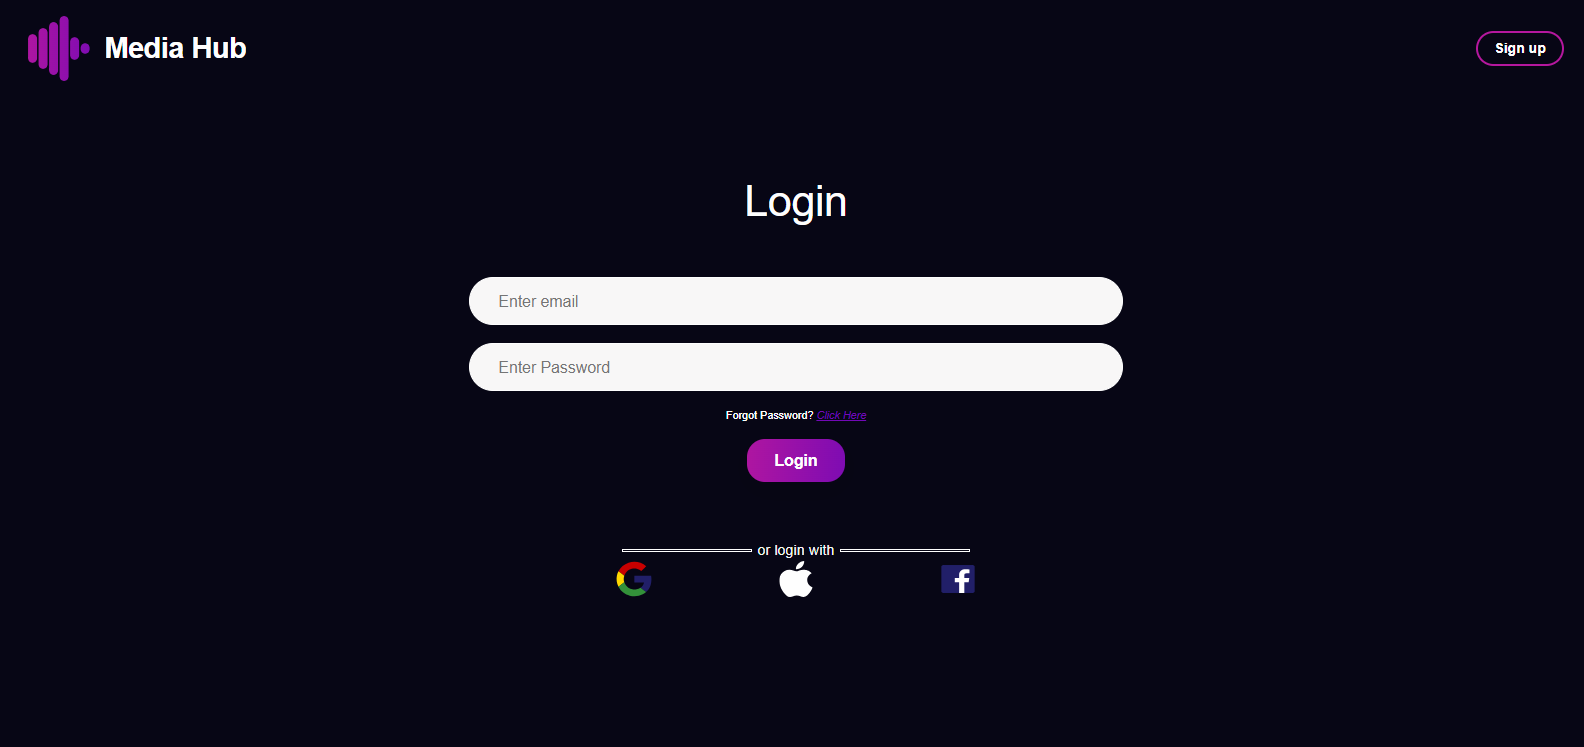 Media Hub
Sign up
Login
Enter email
Enter Password
Forgot Password? Click Here
Login
or login with